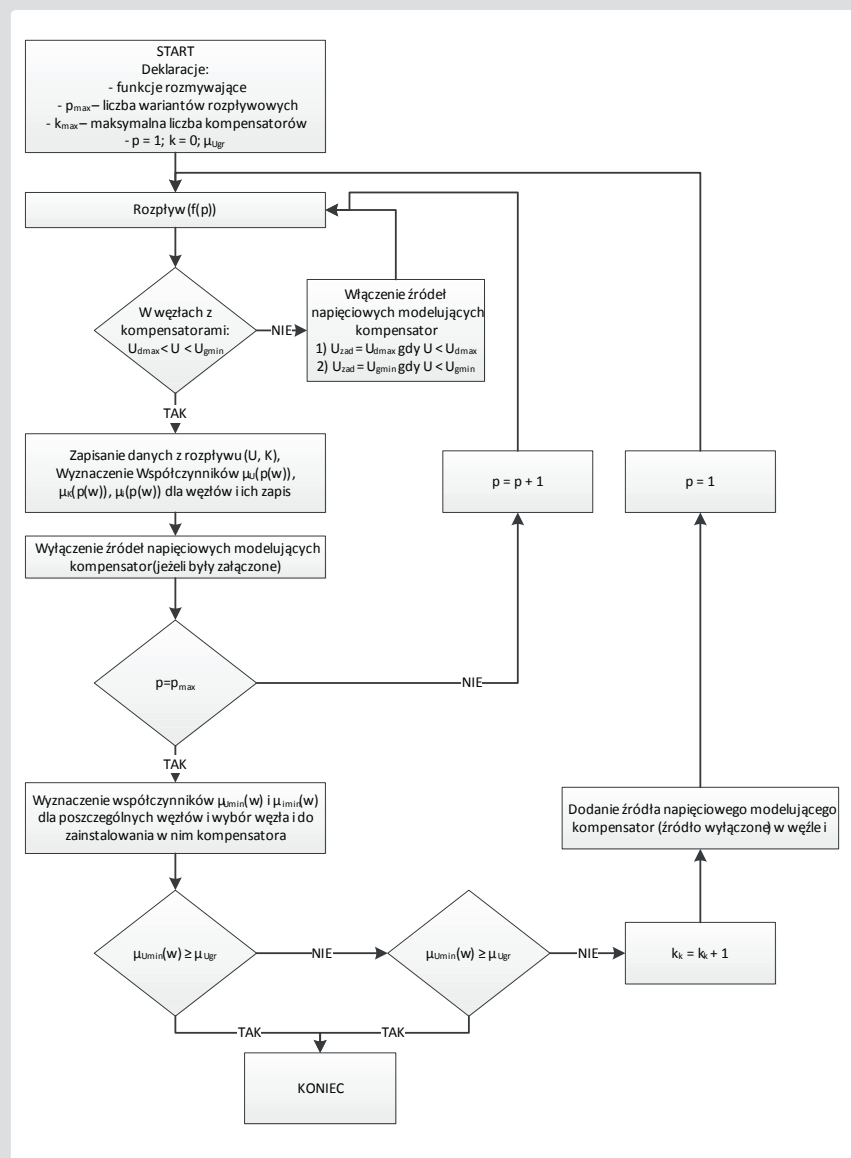 START
Deklaracje:
- funkcje rozmywające
- pmax – liczba wariantów rozpływowych
- kmax – maksymalna liczba kompensatorów
- p = 1; k = 0; μUgr
Rozpływ (f(p))
W węzłach z
kompensatorami:
Udmax < U < Ugmin
NIE
Włączenie źródeł
napięciowych modelujących
kompensator
1) Uzad = Udmax gdy U < Udmax
2) Uzad = Ugmin gdy U < Ugmin
TAK
Zapisanie danych z rozpływu (U, K),
Wyznaczenie Współczynników μU(p(w)),
μk(p(w)), μi(p(w)) dla węzłów i ich zapis
p = p + 1
p = 1
Wyłączenie źródeł napięciowych modelujących
kompensator(jeżeli były załączone)
p=pmax
NIE
TAK
Wyznaczenie współczynników μUmin(w) i μimin(w)
dla poszczególnych węzłów i wybór węzła i do
zainstalowania w nim kompensatora
Dodanie źródła napięciowego modelującego
kompensator (źródło wyłączone) w węźle i
μUmin(w) ≥ μUgr
NIE
μUmin(w) ≥ μUgr
NIE
kk = kk + 1
TAK
TAK
KONIEC